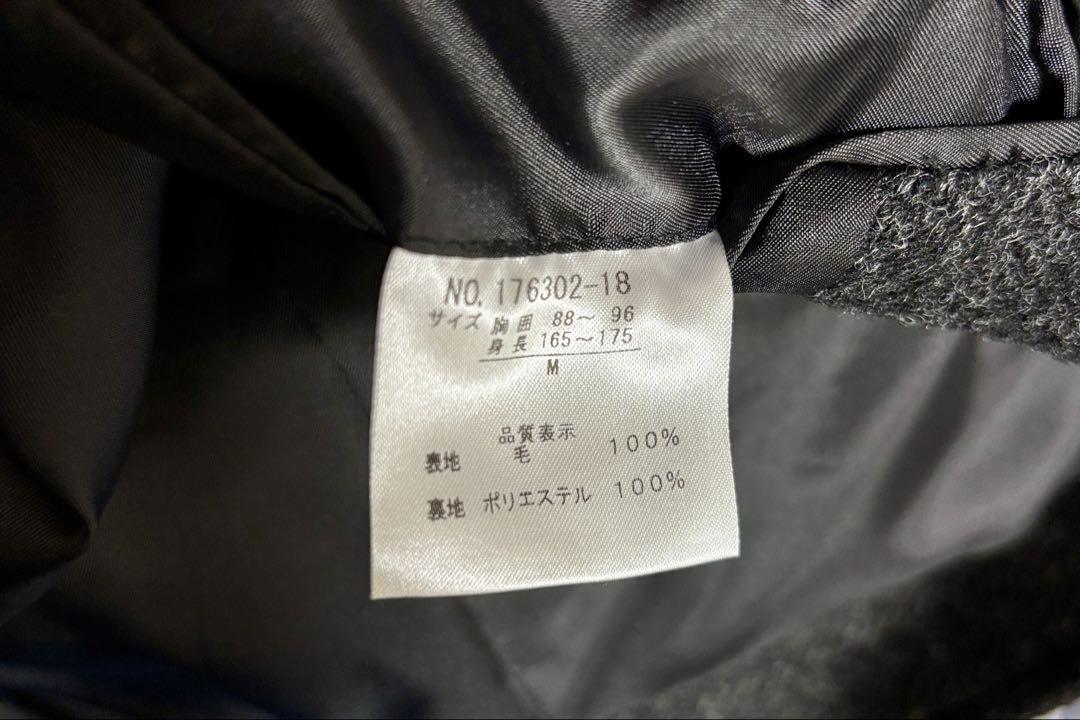 NO. 176302-18
サイズ 胸囲 88～ 96
身長 165～175
M
品質表示
表地 毛 100%
裏地 ポリエステル 100%